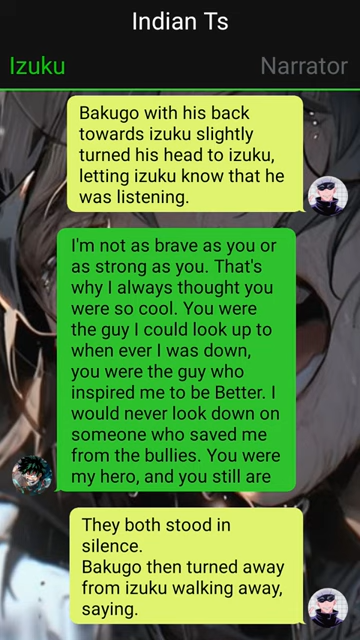 Indian Ts
Izuku
Narrator
Bakugo with his back
towards izuku slightly
turned his head to izuku,
letting izuku know that he
was listening.
I'm not as brave as you or
as strong as you. That's
why I always thought you
were so cool. You were
the guy I could look up to
when ever I was down,
you were the guy who
inspired me to be Better. I
would never look down on
someone who saved me
from the bullies. You were
my hero, and you still are
They both stood in
silence.
Bakugo then turned away
from izuku walking away,
saying.